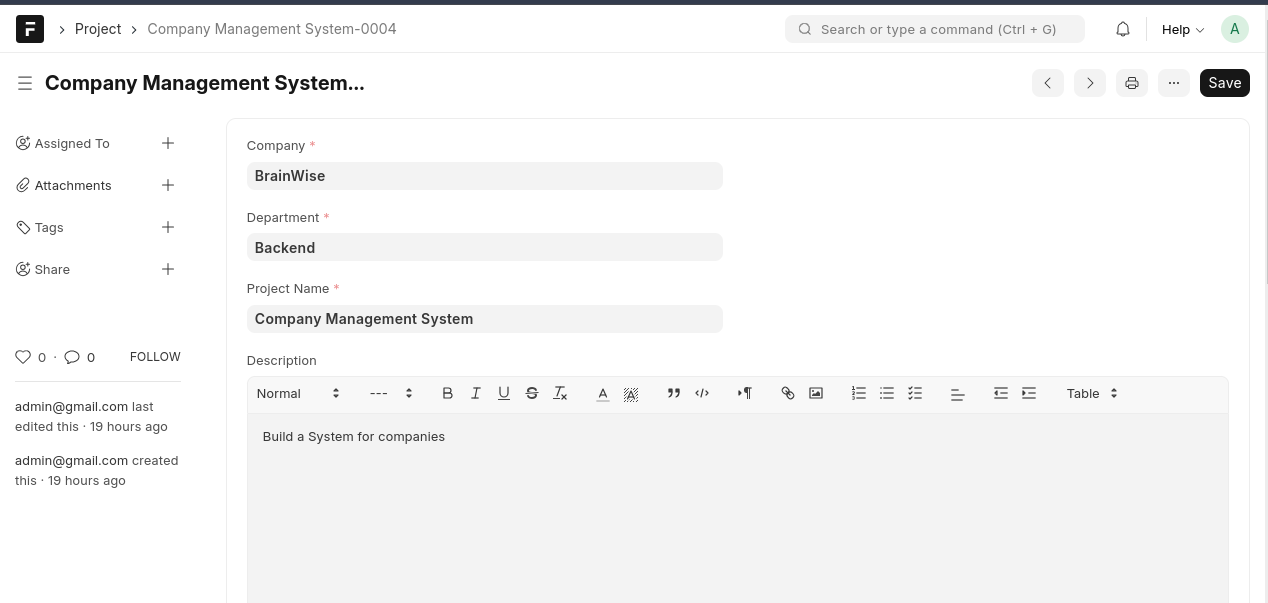 Project
Company Management System-0004
Search or type a command (Ctrl + G)
Help
A
Company Management System...
Save
Assigned To
Attachments
Tags
Share
0 · 0 FOLLOW
admin@gmail.com last
edited this · 19 hours ago
admin@gmail.com created
this · 19 hours ago
Company *
BrainWise
Department *
Backend
Project Name *
Company Management System
Description
Normal --- Table
Build a System for companies